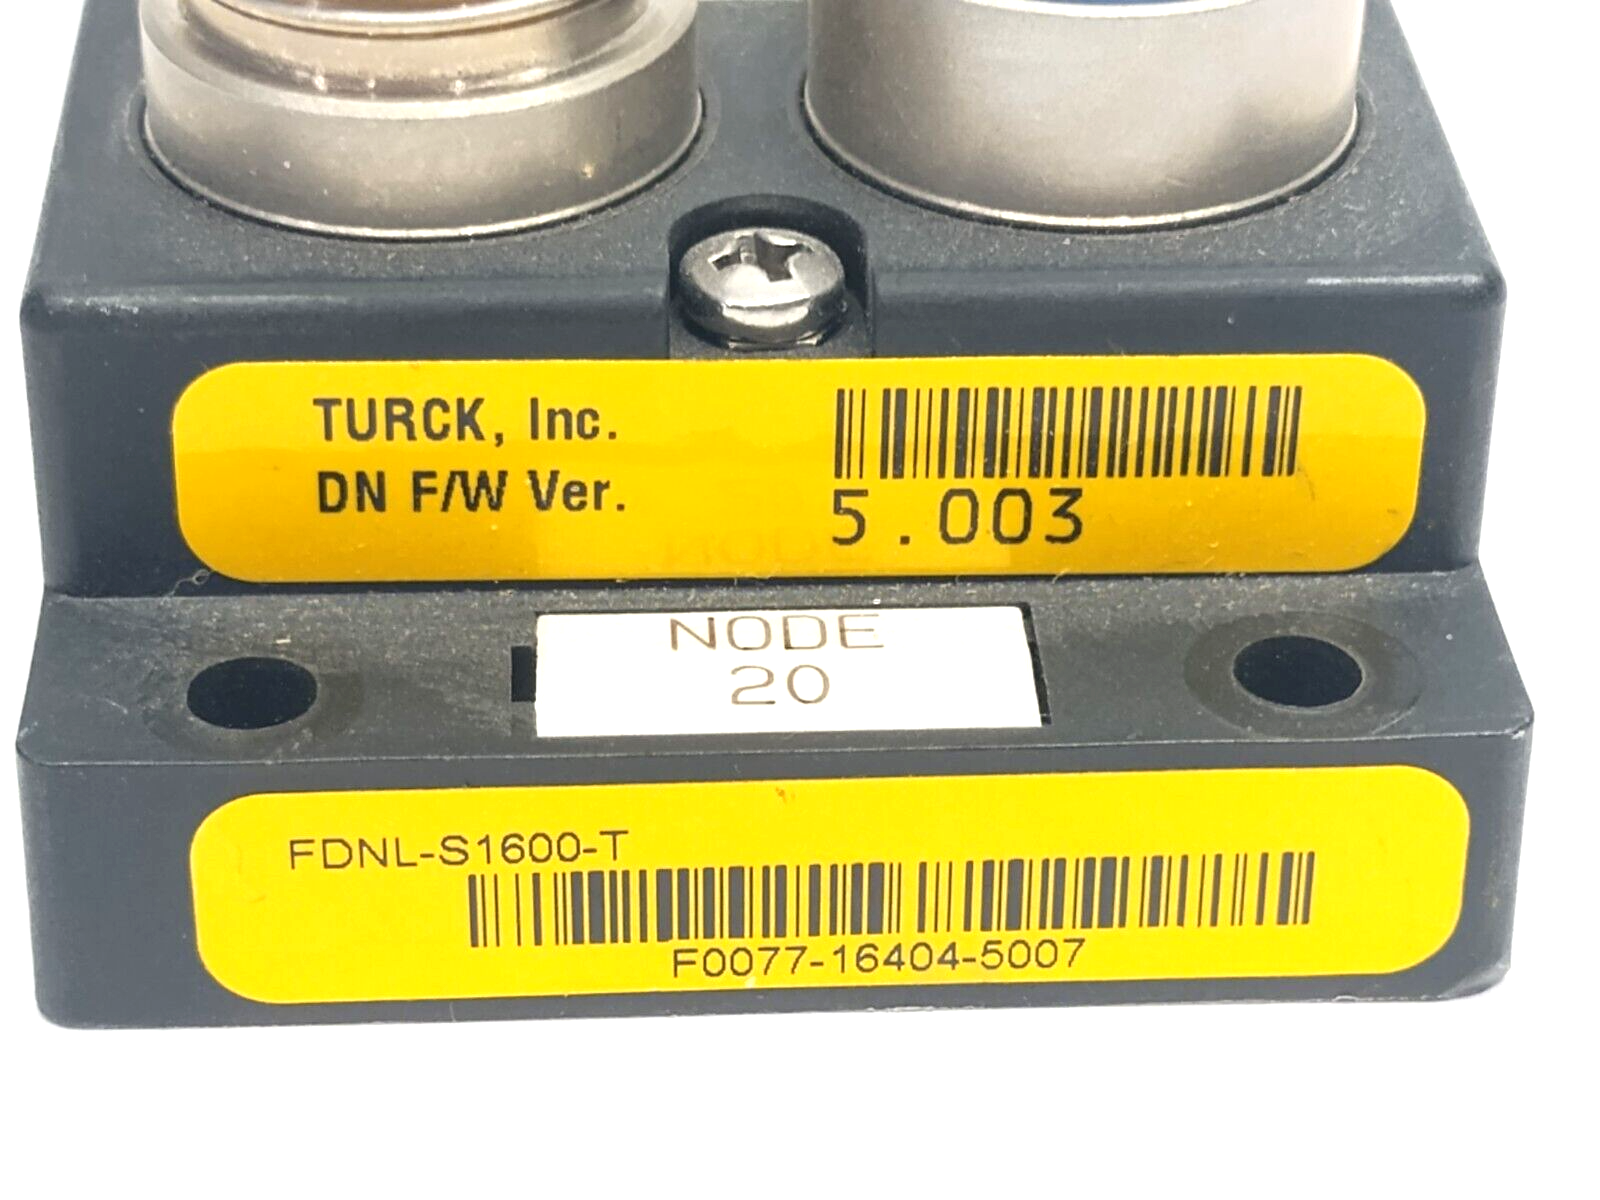 TURCK, Inc.
DN F/W Ver.
5.003
NODE
20
FDNL-S1600-T
F0077-16404-5007